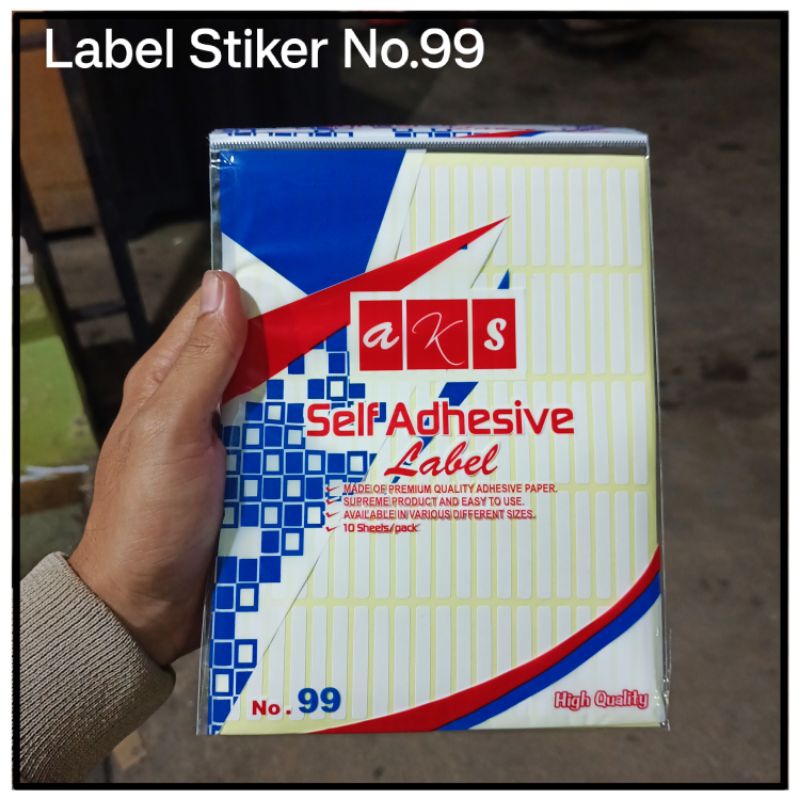 Label Stiker No.99
aks
Self Adhesive
Label
MADE OF PREMIUM QUALITY ADHESIVE PAPER.
SUPREME PRODUCT AND EASY TO USE.
AVAILABLE IN VARIOUS DIFFERENT SIZES.
10 Sheets/pack
No. 99
High Quality